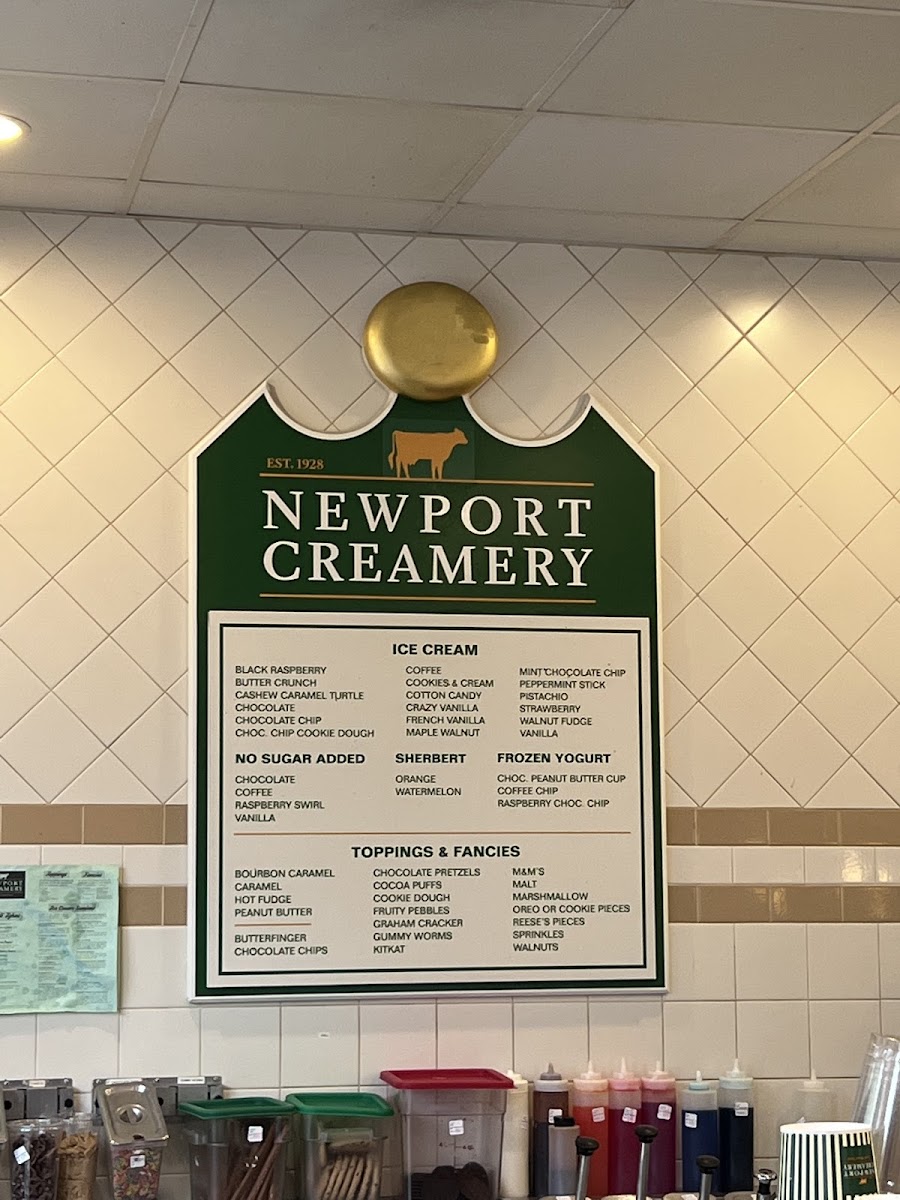 EST. 1928
NEWPORT
CREAMERY
ICE CREAM
BLACK RASPBERRY
BUTTER CRUNCH
CASHEW CARAMEL TURTLE
CHOCOLATE
CHOCOLATE CHIP
CHOC. CHIP COOKIE DOUGH
COFFEE
COOKIES & CREAM
COTTON CANDY
CRAZY VANILLA
FRENCH VANILLA
MAPLE WALNUT
MINT CHOCOLATE CHIP
PEPPERMINT STICK
PISTACHIO
STRAWBERRY
WALNUT FUDGE
VANILLA
NO SUGAR ADDED
CHOCOLATE
COFFEE
RASPBERRY SWIRL
VANILLA
SHERBERT
ORANGE
WATERMELON
FROZEN YOGURT
CHOC. PEANUT BUTTER CUP
COFFEE CHIP
RASPBERRY CHOC. CHIP
TOPPINGS & FANCIES
BOURBON CARAMEL
CARAMEL
HOT FUDGE
PEANUT BUTTER
BUTTERFINGER
CHOCOLATE CHIPS
CHOCOLATE PRETZELS
COCOA PUFFS
COOKIE DOUGH
FRUITY PEBBLES
GRAHAM CRACKER
GUMMY WORMS
KITKAT
M&M'S
MALT
MARSHMALLOW
OREO OR COOKIE PIECES
REESE'S PIECES
SPRINKLES
WALNUTS
NEWPORT
CREAMERY